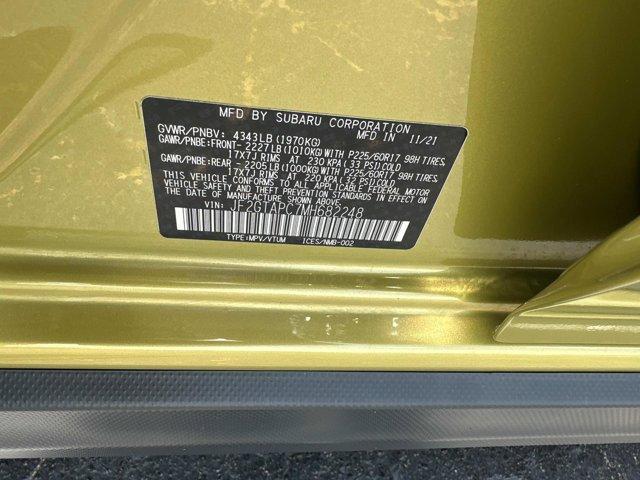 MFD BY SUBARU CORPORATION
GVWR/PNBV: 4343LB(1970KG) MFD IN 11/21
GAWR/PNBE:FRONT- 2227LB(1010KG)WITH P225/60R17 98H TIRES,
17X7J RIMS AT 230 KPA( 33 PSI)COLD
GAWR/PNBE:REAR - 2205LB(1000KG)WITH P225/60R17 98H TIRES,
17X7J RIMS AT 220 KPA( 32 PSI)COLD
THIS VEHICLE CONFORMS TO ALL APPLICABLE FEDERAL MOTOR
VEHICLE SAFETY AND THEFT PREVENTION STANDARDS IN
EFFECT ON THE DATE OF MANUFACTURE SHOWN ABOVE.
VIN: JF2GTAPC7MH682248
TYPE:MPV/VTUM ICES/NMB-002